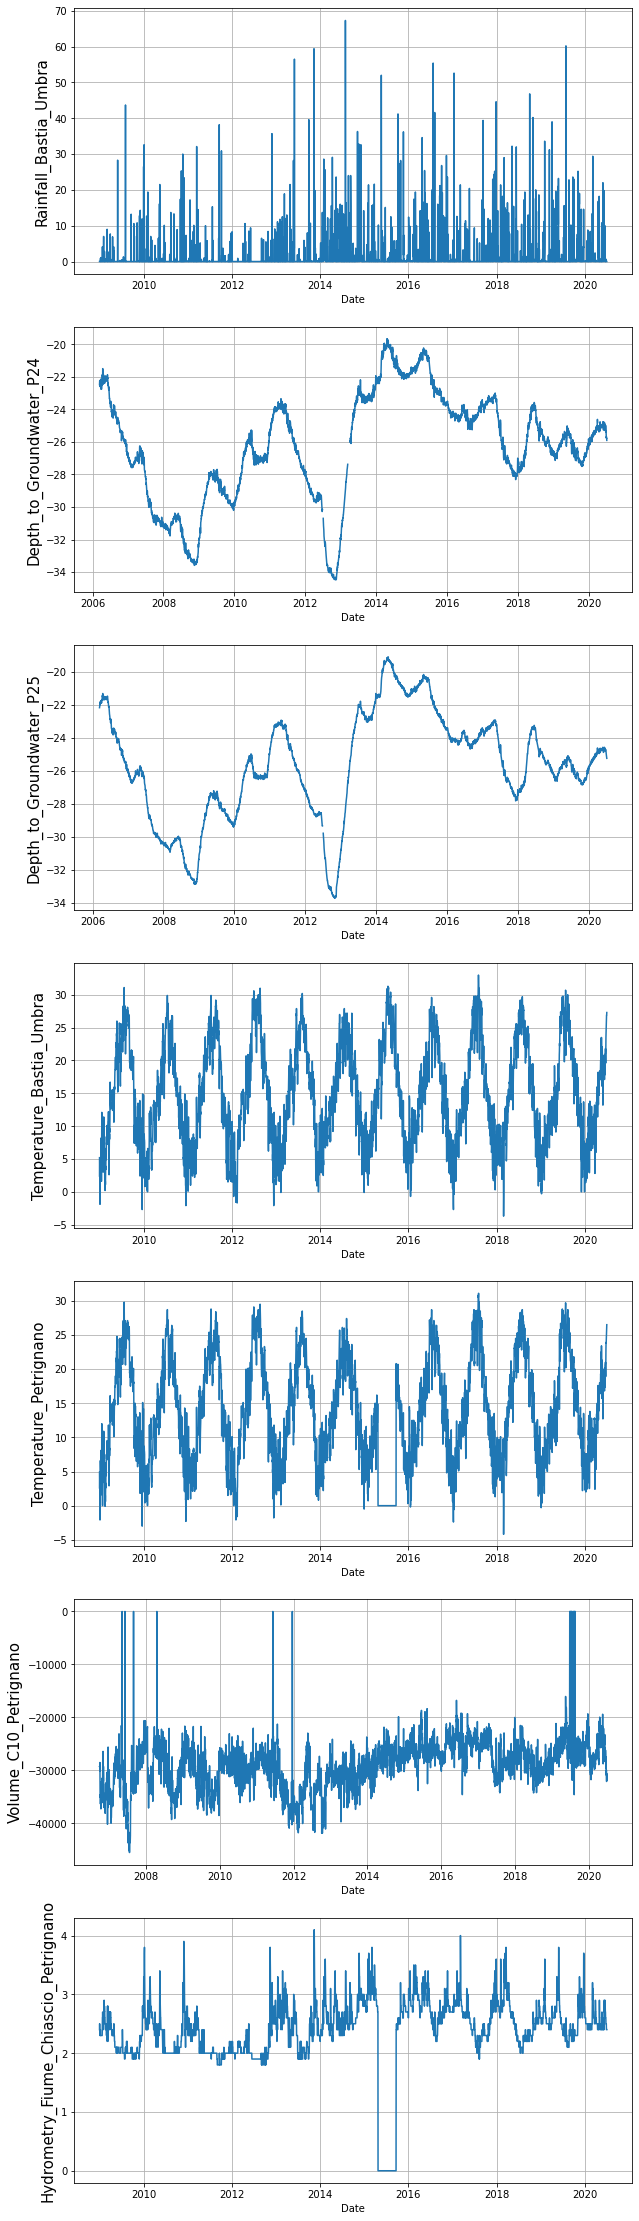 Rainfall_Bastia_Umbra
70
60
50
40
30
20
10
0
2010 2012 2014 2016 2018 2020
Date
Depth_to_Groundwater_P24
−20
−22
−24
−26
−28
−30
−32
−34
2006 2008 2010 2012 2014 2016 2018 2020
Date
Depth_to_Groundwater_P25
−20
−22
−24
−26
−28
−30
−32
−34
2006 2008 2010 2012 2014 2016 2018 2020
Date
Temperature_Bastia_Umbra
30
25
20
15
10
5
0
−5
2010 2012 2014 2016 2018 2020
Date
Temperature_Petrignano
30
25
20
15
10
5
0
−5
2010 2012 2014 2016 2018 2020
Date
Volume_C10_Petrignano
0
−10000
−20000
−30000
−40000
2008 2010 2012 2014 2016 2018 2020
Date
Hydrometry_Fiume_Chiascio_Petrignano
4
3
2
1
0
2010 2012 2014 2016 2018 2020
Date